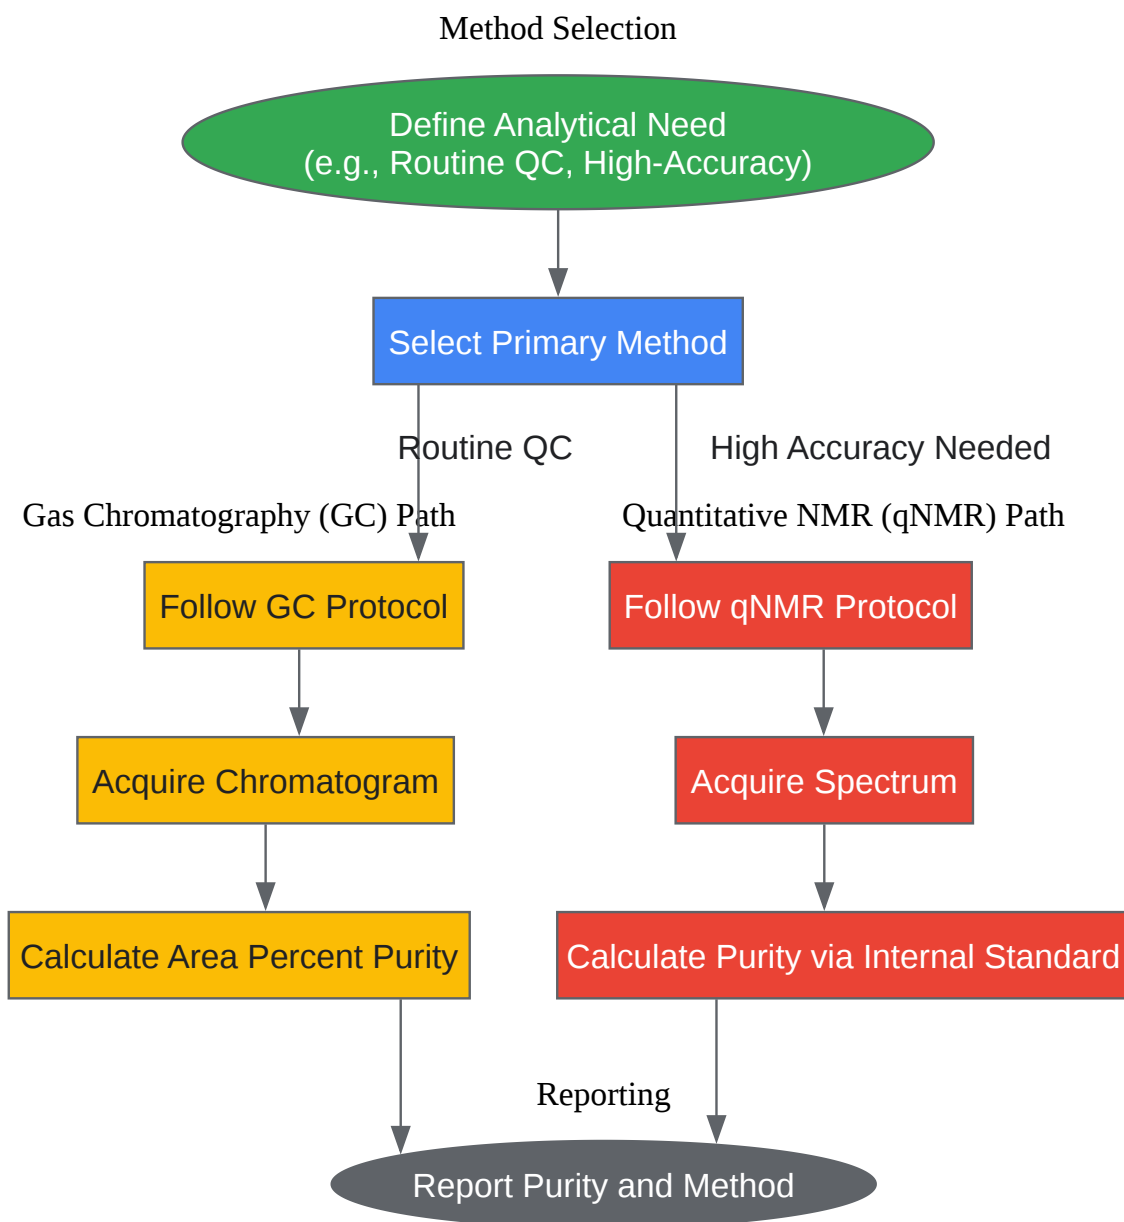 Method Selection
Define Analytical Need
(e.g., Routine QC, High-Accuracy)
Select Primary Method
Routine QC
High Accuracy Needed
Gas Chromatography (GC) Path
Quantitative NMR (qNMR) Path
Follow GC Protocol
Follow qNMR Protocol
Acquire Chromatogram
Acquire Spectrum
Calculate Area Percent Purity
Calculate Purity via Internal Standard
Reporting
Report Purity and Method